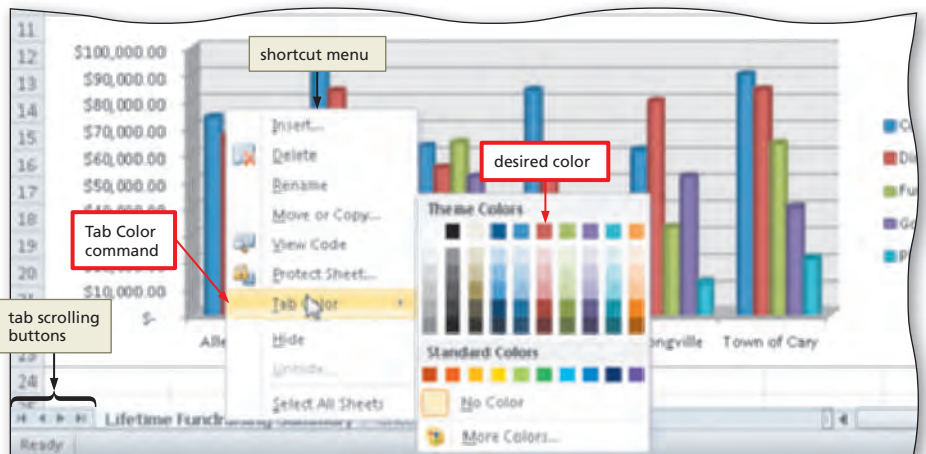 11
12
13
14
15
16
17
18
19
20
24
$100,000.00
$90,000.00
$80,000.00
$70,000.00
$60,000.00
$50,000.00
$10,000.00
$-
shortcut menu
Insert...
Delete
Rename
Move or Copy...
View Code
Protect Sheet...
Tab Color
Hide
Unhide...
Select All Sheets
Tab Color
command
desired color
Theme Colors
Standard Colors
No Color
More Colors...
tab scrolling
buttons
Alle
ongville
Town of Cary
Lifetime Fundraising Summary
Ready